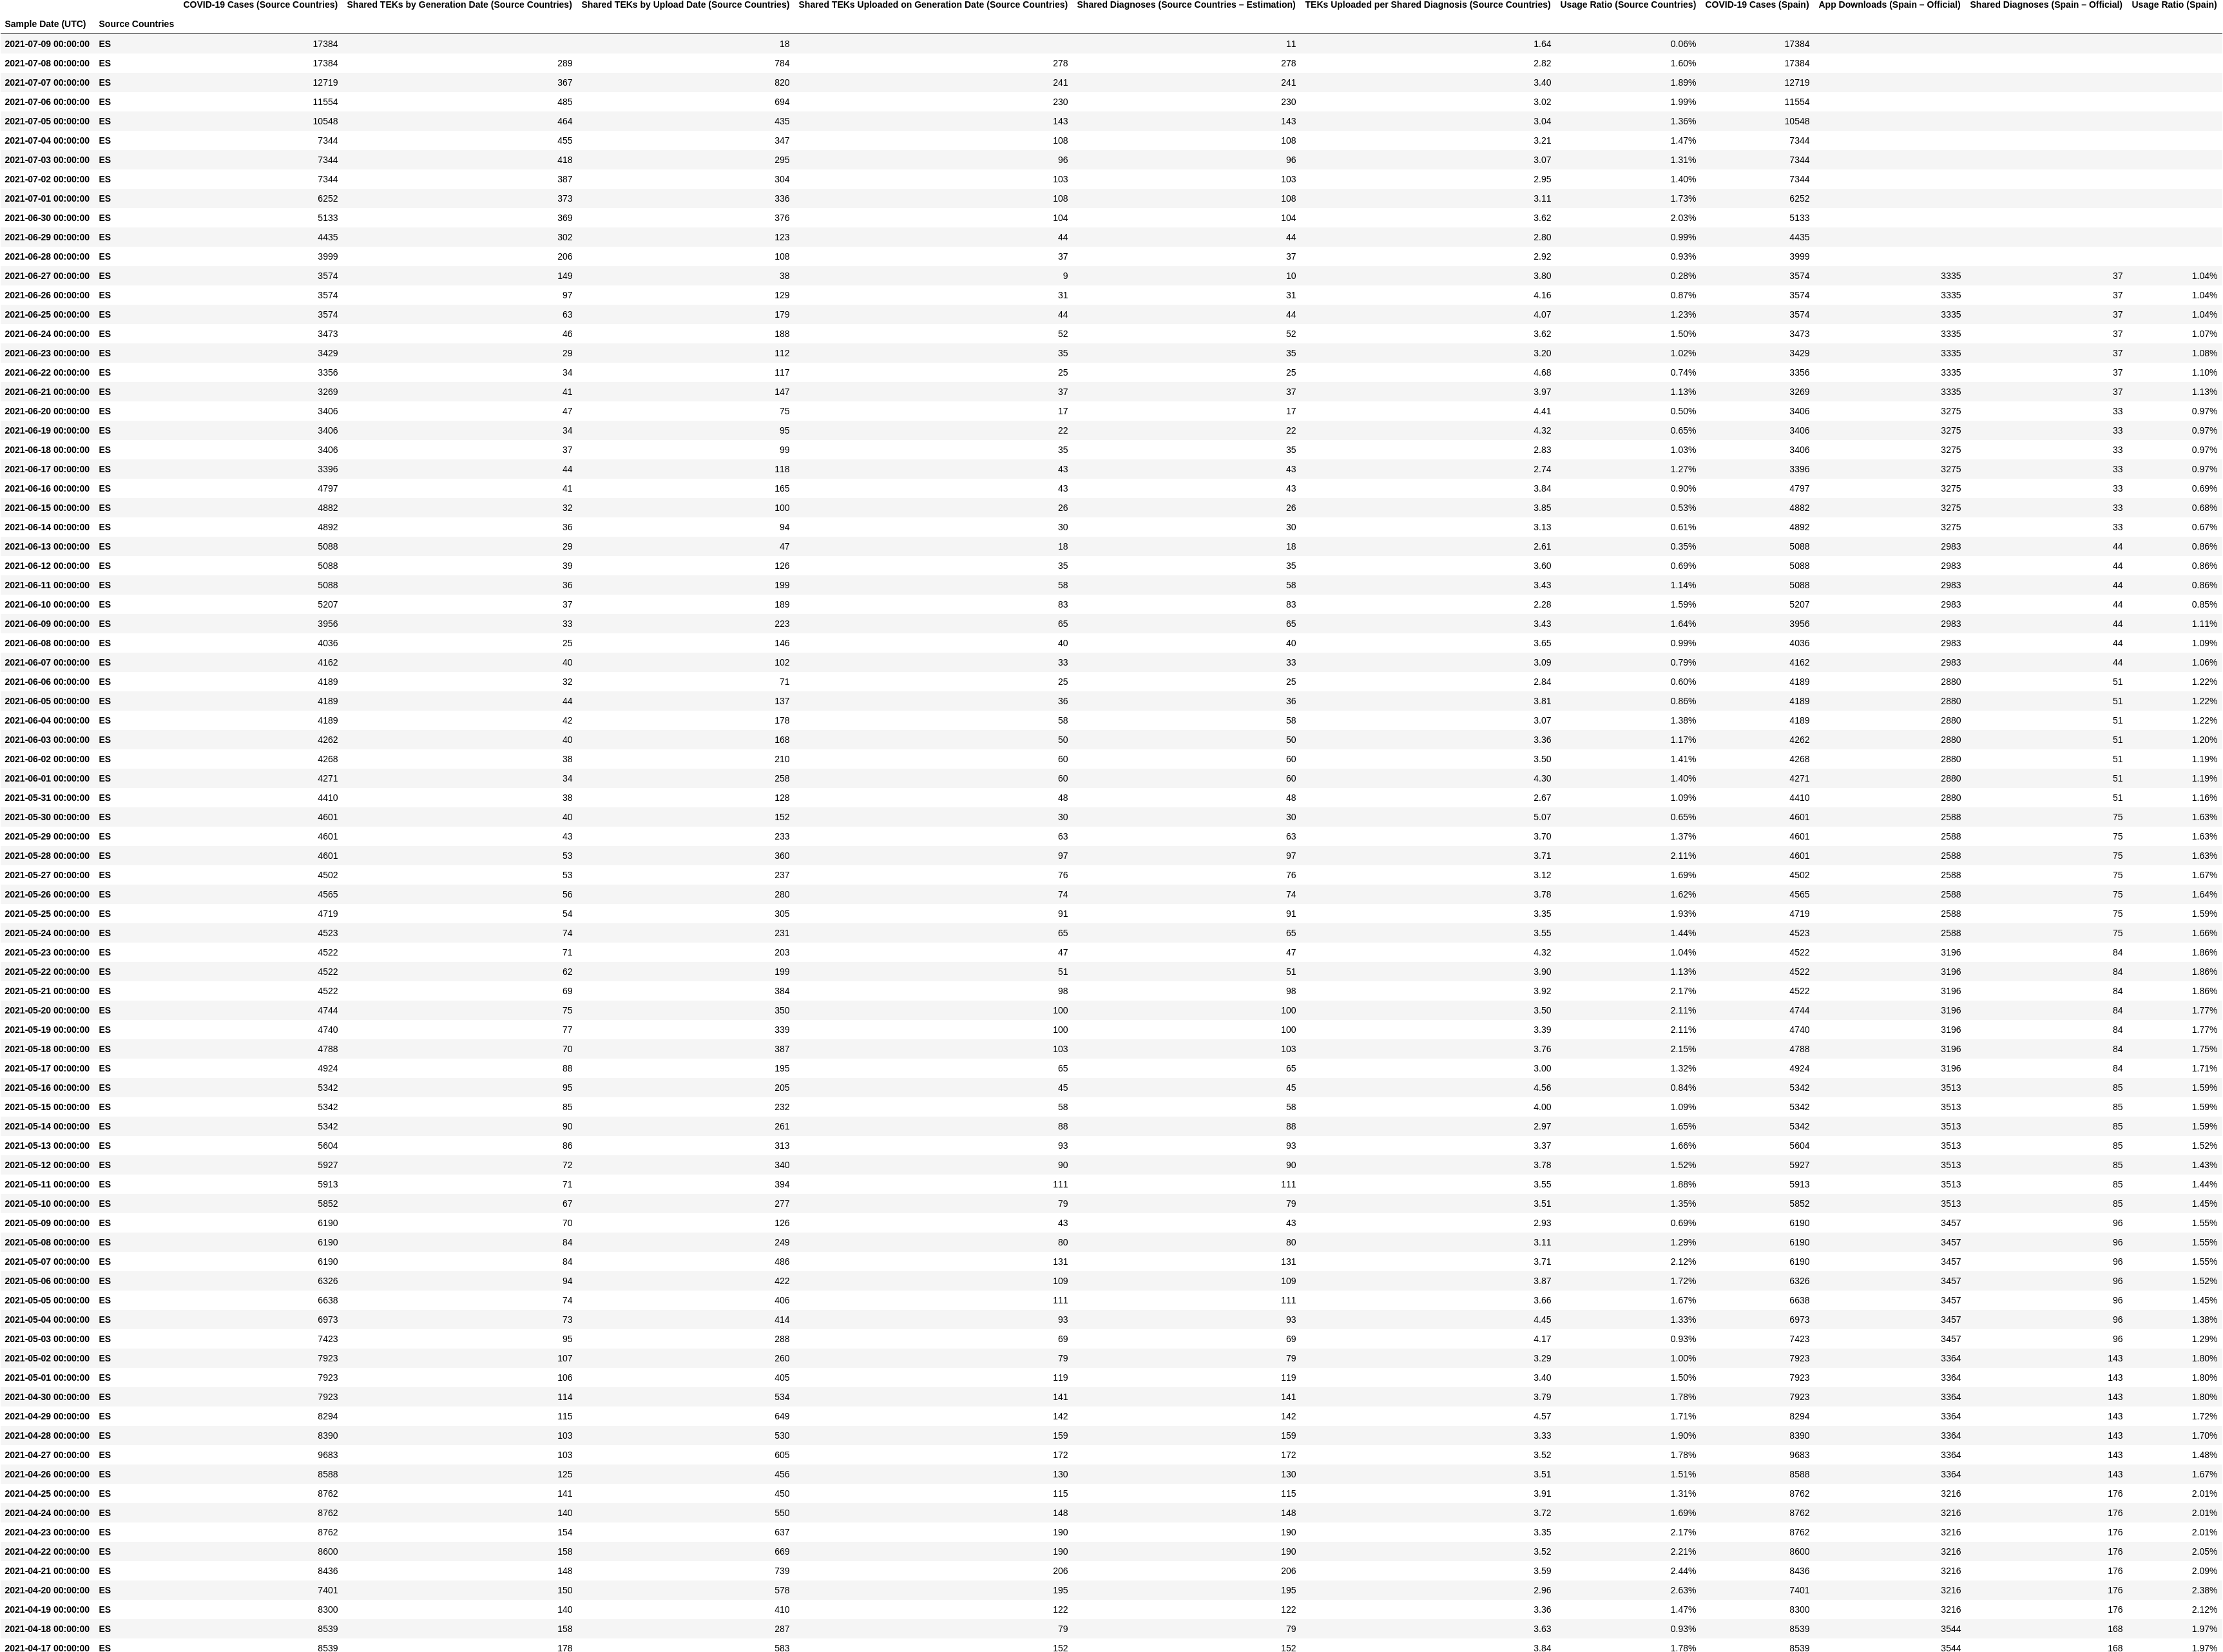 COVID-19 Cases (Source Countries) Shared TEKs by Generation Date (Source Countries) Shared TEKs by Upload Date (Source Countries) Shared TEKs Uploaded on Generation Date (Source Countries) Shared Diagnoses (Source Countries – Estimation) TEKs Uploaded per Shared Diagnosis (Source Countries) Usage Ratio (Source Countries) COVID-19 Cases (Spain) App Downloads (Spain – Official) Shared Diagnoses (Spain – Official) Usage Ratio (Spain)
Sample Date (UTC) Source Countries
2021-07-09 00:00:00 ES 17384 18 11 1.64 0.06% 17384
2021-07-08 00:00:00 ES 17384 289 784 278 278 2.82 1.60% 17384
2021-07-07 00:00:00 ES 12719 367 820 241 241 3.40 1.89% 12719
2021-07-06 00:00:00 ES 11554 485 694 230 230 3.02 1.99% 11554
2021-07-05 00:00:00 ES 10548 464 435 143 143 3.04 1.36% 10548
2021-07-04 00:00:00 ES 7344 455 347 108 108 3.21 1.47% 7344
2021-07-03 00:00:00 ES 7344 418 295 96 96 3.07 1.31% 7344
2021-07-02 00:00:00 ES 7344 387 304 103 103 2.95 1.40% 7344
2021-07-01 00:00:00 ES 6252 373 336 108 108 3.11 1.73% 6252
2021-06-30 00:00:00 ES 5133 369 376 104 104 3.62 2.03% 5133
2021-06-29 00:00:00 ES 4435 302 123 44 44 2.80 0.99% 4435
2021-06-28 00:00:00 ES 3999 206 108 37 37 2.92 0.93% 3999
2021-06-27 00:00:00 ES 3574 149 38 9 10 3.80 0.28% 3574 3335 37 1.04%
2021-06-26 00:00:00 ES 3574 97 129 31 31 4.16 0.87% 3574 3335 37 1.04%
2021-06-25 00:00:00 ES 3574 63 179 44 44 4.07 1.23% 3574 3335 37 1.04%
2021-06-24 00:00:00 ES 3473 46 188 52 52 3.62 1.50% 3473 3335 37 1.07%
2021-06-23 00:00:00 ES 3429 29 112 35 35 3.20 1.02% 3429 3335 37 1.08%
2021-06-22 00:00:00 ES 3356 34 117 25 25 4.68 0.74% 3356 3335 37 1.10%
2021-06-21 00:00:00 ES 3269 41 147 37 37 3.97 1.13% 3269 3335 37 1.13%
2021-06-20 00:00:00 ES 3406 47 75 17 17 4.41 0.50% 3406 3275 33 0.97%
2021-06-19 00:00:00 ES 3406 34 95 22 22 4.32 0.65% 3406 3275 33 0.97%
2021-06-18 00:00:00 ES 3406 37 99 35 35 2.83 1.03% 3406 3275 33 0.97%
2021-06-17 00:00:00 ES 3396 44 118 43 43 2.74 1.27% 3396 3275 33 0.97%
2021-06-16 00:00:00 ES 4797 41 165 43 43 3.84 0.90% 4797 3275 33 0.69%
2021-06-15 00:00:00 ES 4882 32 100 26 26 3.85 0.53% 4882 3275 33 0.68%
2021-06-14 00:00:00 ES 4892 36 94 30 30 3.13 0.61% 4892 3275 33 0.67%
2021-06-13 00:00:00 ES 5088 29 47 18 18 2.61 0.35% 5088 2983 44 0.86%
2021-06-12 00:00:00 ES 5088 39 126 35 35 3.60 0.69% 5088 2983 44 0.86%
2021-06-11 00:00:00 ES 5088 36 199 58 58 3.43 1.14% 5088 2983 44 0.86%
2021-06-10 00:00:00 ES 5207 37 189 83 83 2.28 1.59% 5207 2983 44 0.85%
2021-06-09 00:00:00 ES 3956 33 223 65 65 3.43 1.64% 3956 2983 44 1.11%
2021-06-08 00:00:00 ES 4036 25 146 40 40 3.65 0.99% 4036 2983 44 1.09%
2021-06-07 00:00:00 ES 4162 40 102 33 33 3.09 0.79% 4162 2983 44 1.06%
2021-06-06 00:00:00 ES 4189 32 71 25 25 2.84 0.60% 4189 2880 51 1.22%
2021-06-05 00:00:00 ES 4189 44 137 36 36 3.81 0.86% 4189 2880 51 1.22%
2021-06-04 00:00:00 ES 4189 42 178 58 58 3.07 1.38% 4189 2880 51 1.22%
2021-06-03 00:00:00 ES 4262 40 168 50 50 3.36 1.17% 4262 2880 51 1.20%
2021-06-02 00:00:00 ES 4268 38 210 60 60 3.50 1.41% 4268 2880 51 1.19%
2021-06-01 00:00:00 ES 4271 34 258 60 60 4.30 1.40% 4271 2880 51 1.19%
2021-05-31 00:00:00 ES 4410 38 128 48 48 2.67 1.09% 4410 2880 51 1.16%
2021-05-30 00:00:00 ES 4601 40 152 30 30 5.07 0.65% 4601 2588 75 1.63%
2021-05-29 00:00:00 ES 4601 43 233 63 63 3.70 1.37% 4601 2588 75 1.63%
2021-05-28 00:00:00 ES 4601 53 360 97 97 3.71 2.11% 4601 2588 75 1.63%
2021-05-27 00:00:00 ES 4502 53 237 76 76 3.12 1.69% 4502 2588 75 1.67%
2021-05-26 00:00:00 ES 4565 56 280 74 74 3.78 1.62% 4565 2588 75 1.64%
2021-05-25 00:00:00 ES 4719 54 305 91 91 3.35 1.93% 4719 2588 75 1.59%
2021-05-24 00:00:00 ES 4523 74 231 65 65 3.55 1.44% 4523 2588 75 1.66%
2021-05-23 00:00:00 ES 4522 71 203 47 47 4.32 1.04% 4522 3196 84 1.86%
2021-05-22 00:00:00 ES 4522 62 199 51 51 3.90 1.13% 4522 3196 84 1.86%
2021-05-21 00:00:00 ES 4522 69 384 98 98 3.92 2.17% 4522 3196 84 1.86%
2021-05-20 00:00:00 ES 4744 75 350 100 100 3.50 2.11% 4744 3196 84 1.77%
2021-05-19 00:00:00 ES 4740 77 339 100 100 3.39 2.11% 4740 3196 84 1.77%
2021-05-18 00:00:00 ES 4788 70 387 103 103 3.76 2.15% 4788 3196 84 1.75%
2021-05-17 00:00:00 ES 4924 88 195 65 65 3.00 1.32% 4924 3196 84 1.71%
2021-05-16 00:00:00 ES 5342 95 205 45 45 4.56 0.84% 5342 3513 85 1.59%
2021-05-15 00:00:00 ES 5342 85 232 58 58 4.00 1.09% 5342 3513 85 1.59%
2021-05-14 00:00:00 ES 5342 90 261 88 88 2.97 1.65% 5342 3513 85 1.59%
2021-05-13 00:00:00 ES 5604 86 313 93 93 3.37 1.66% 5604 3513 85 1.52%
2021-05-12 00:00:00 ES 5927 72 340 90 90 3.78 1.52% 5927 3513 85 1.43%
2021-05-11 00:00:00 ES 5913 71 394 111 111 3.55 1.88% 5913 3513 85 1.44%
2021-05-10 00:00:00 ES 5852 67 277 79 79 3.51 1.35% 5852 3513 85 1.45%
2021-05-09 00:00:00 ES 6190 70 126 43 43 2.93 0.69% 6190 3457 96 1.55%
2021-05-08 00:00:00 ES 6190 84 249 80 80 3.11 1.29% 6190 3457 96 1.55%
2021-05-07 00:00:00 ES 6190 84 486 131 131 3.71 2.12% 6190 3457 96 1.55%
2021-05-06 00:00:00 ES 6326 94 422 109 109 3.87 1.72% 6326 3457 96 1.52%
2021-05-05 00:00:00 ES 6638 74 406 111 111 3.66 1.67% 6638 3457 96 1.45%
2021-05-04 00:00:00 ES 6973 73 414 93 93 4.45 1.33% 6973 3457 96 1.38%
2021-05-03 00:00:00 ES 7423 95 288 69 69 4.17 0.93% 7423 3457 96 1.29%
2021-05-02 00:00:00 ES 7923 107 260 79 79 3.29 1.00% 7923 3364 143 1.80%
2021-05-01 00:00:00 ES 7923 106 405 119 119 3.40 1.50% 7923 3364 143 1.80%
2021-04-30 00:00:00 ES 7923 114 534 141 141 3.79 1.78% 7923 3364 143 1.80%
2021-04-29 00:00:00 ES 8294 115 649 142 142 4.57 1.71% 8294 3364 143 1.72%
2021-04-28 00:00:00 ES 8390 103 530 159 159 3.33 1.90% 8390 3364 143 1.70%
2021-04-27 00:00:00 ES 9683 103 605 172 172 3.52 1.78% 9683 3364 143 1.48%
2021-04-26 00:00:00 ES 8588 125 456 130 130 3.51 1.51% 8588 3364 143 1.67%
2021-04-25 00:00:00 ES 8762 141 450 115 115 3.91 1.31% 8762 3216 176 2.01%
2021-04-24 00:00:00 ES 8762 140 550 148 148 3.72 1.69% 8762 3216 176 2.01%
2021-04-23 00:00:00 ES 8762 154 637 190 190 3.35 2.17% 8762 3216 176 2.01%
2021-04-22 00:00:00 ES 8600 158 669 190 190 3.52 2.21% 8600 3216 176 2.05%
2021-04-21 00:00:00 ES 8436 148 739 206 206 3.59 2.44% 8436 3216 176 2.09%
2021-04-20 00:00:00 ES 7401 150 578 195 195 2.96 2.63% 7401 3216 176 2.38%
2021-04-19 00:00:00 ES 8300 140 410 122 122 3.36 1.47% 8300 3216 176 2.12%
2021-04-18 00:00:00 ES 8539 158 287 79 79 3.63 0.93% 8539 3544 168 1.97%
2021-04-17 00:00:00 ES 8539 178 583 152 152 3.84 1.78% 8539 3544 168 1.97%